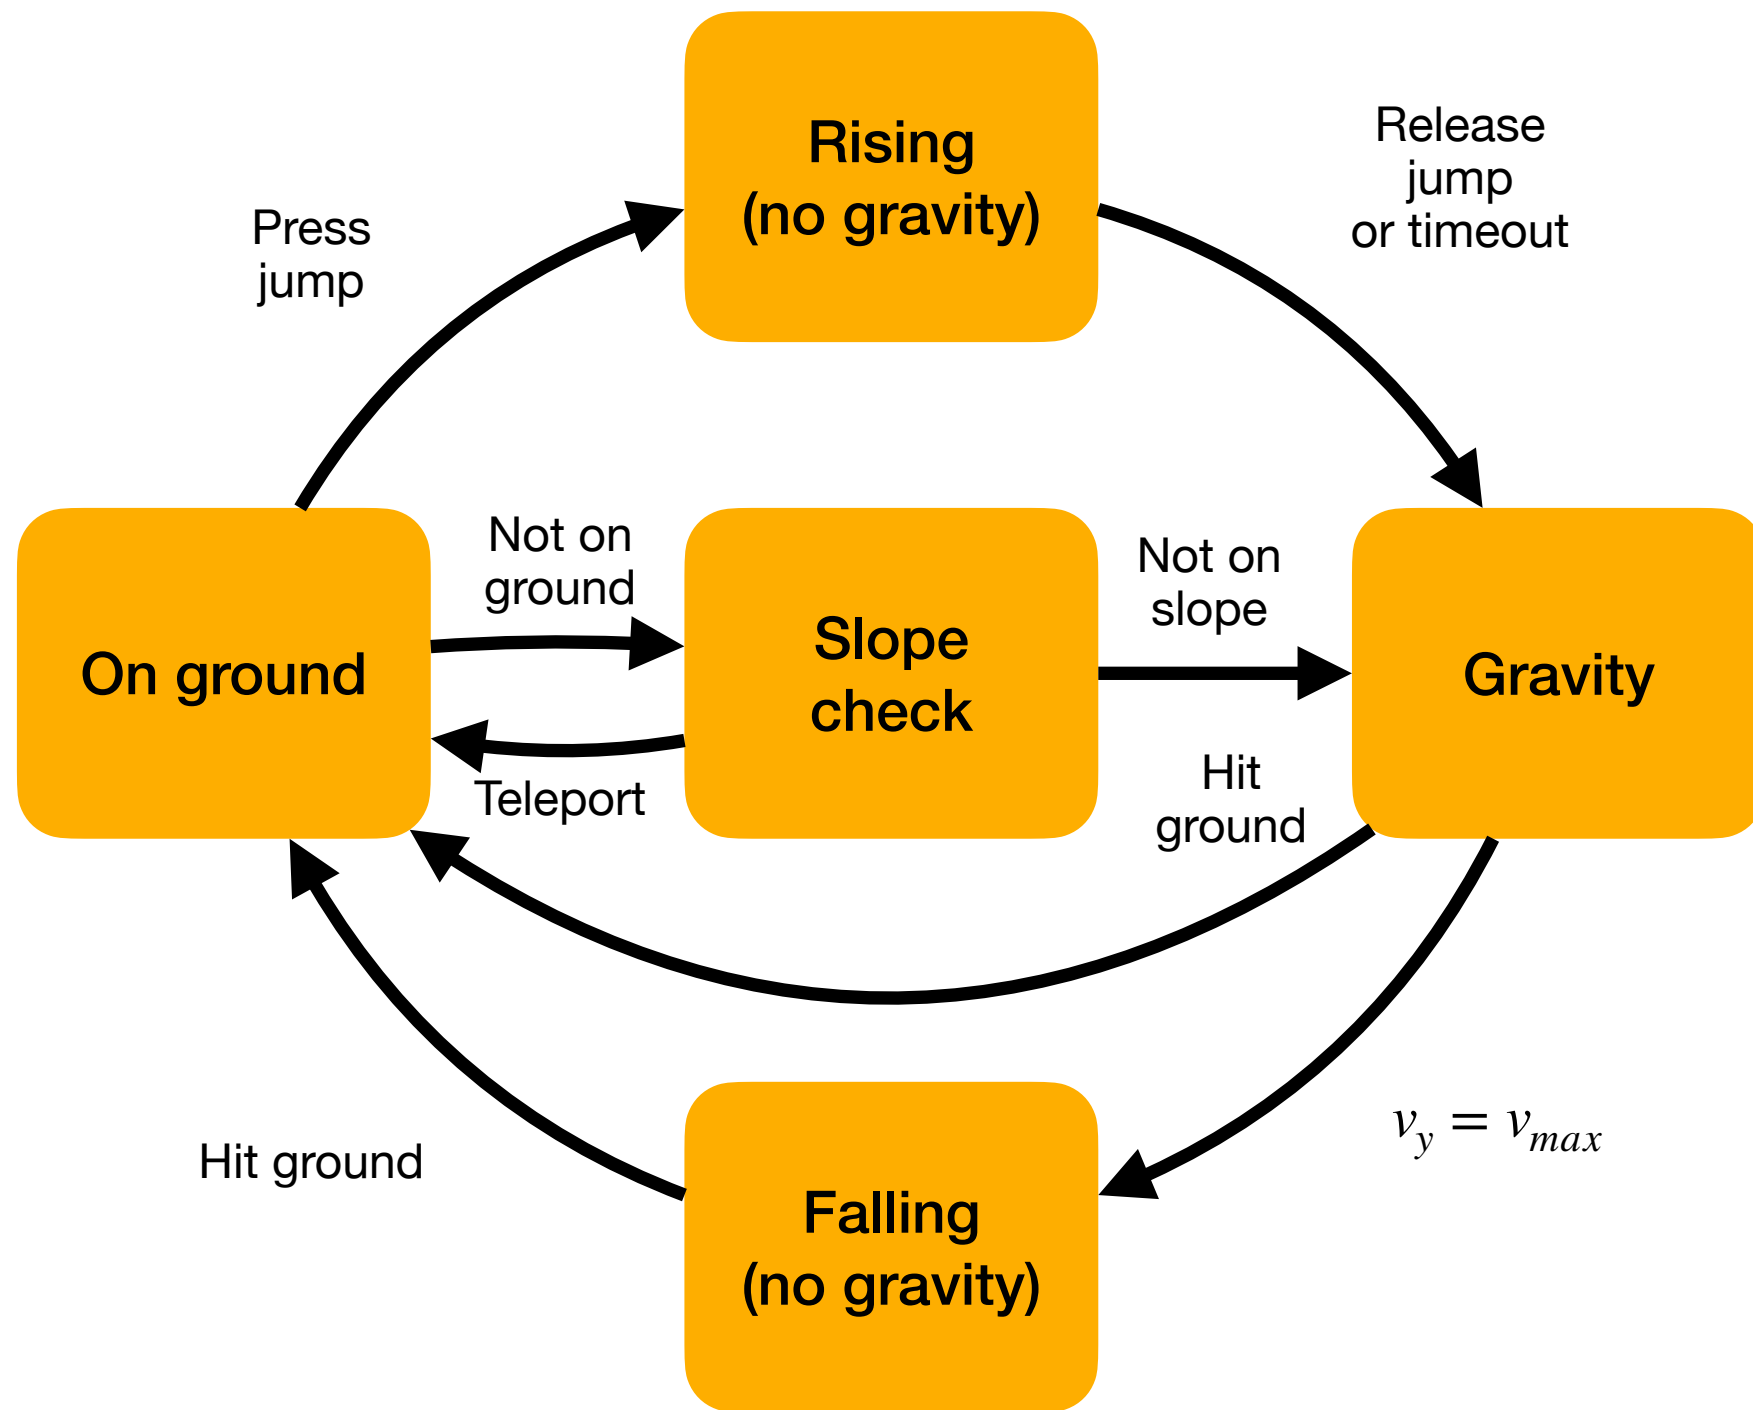 Rising
(no gravity)
Release
jump
or timeout
Press
jump
Not on
ground
Slope
check
Not on
slope
On ground
Gravity
Teleport
Hit
ground
Hit ground
Falling
(no gravity)
v_y = v_max